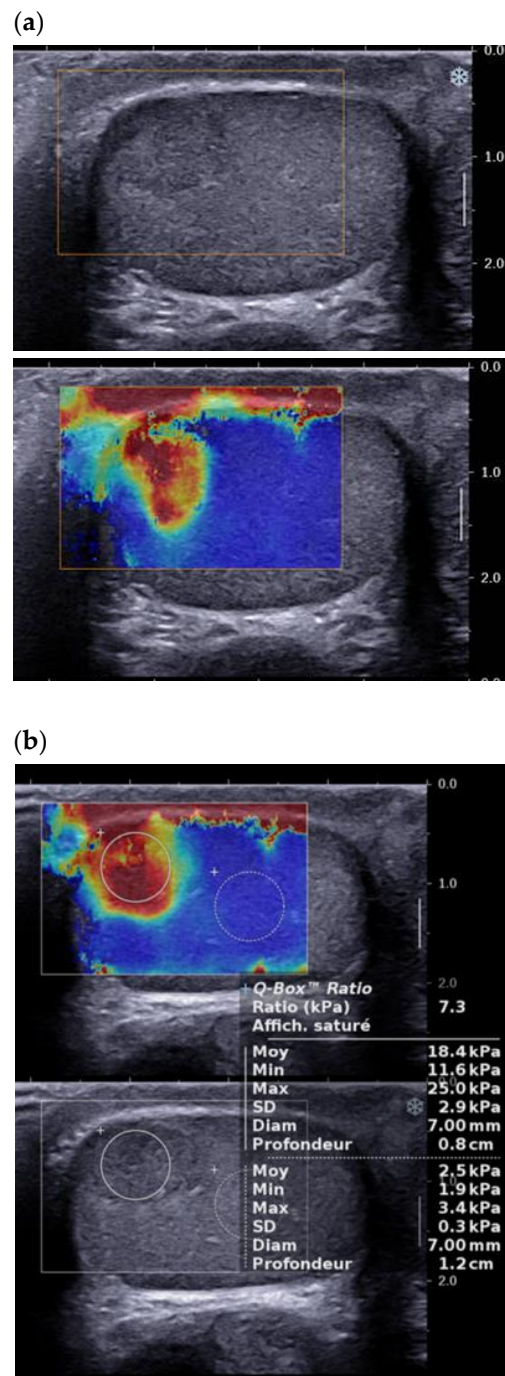 (a)
0.0
1.0
2.0
0.0
1.0
2.0
(b)
0.0
1.0
2.0
+ Q-Box™ Ratio
Ratio (kPa) 7.3
Affich. saturé
Moy 18.4 kPa
Min 11.6 kPa
Max 25.0 kPa
SD 2.9 kPa
Diam 7.00 mm
Profondeur 0.8 cm
Moy 2.5 kPa
Min 1.9 kPa
Max 3.4 kPa
SD 0.3 kPa
Diam 7.00 mm
Profondeur 1.2 cm
2.0